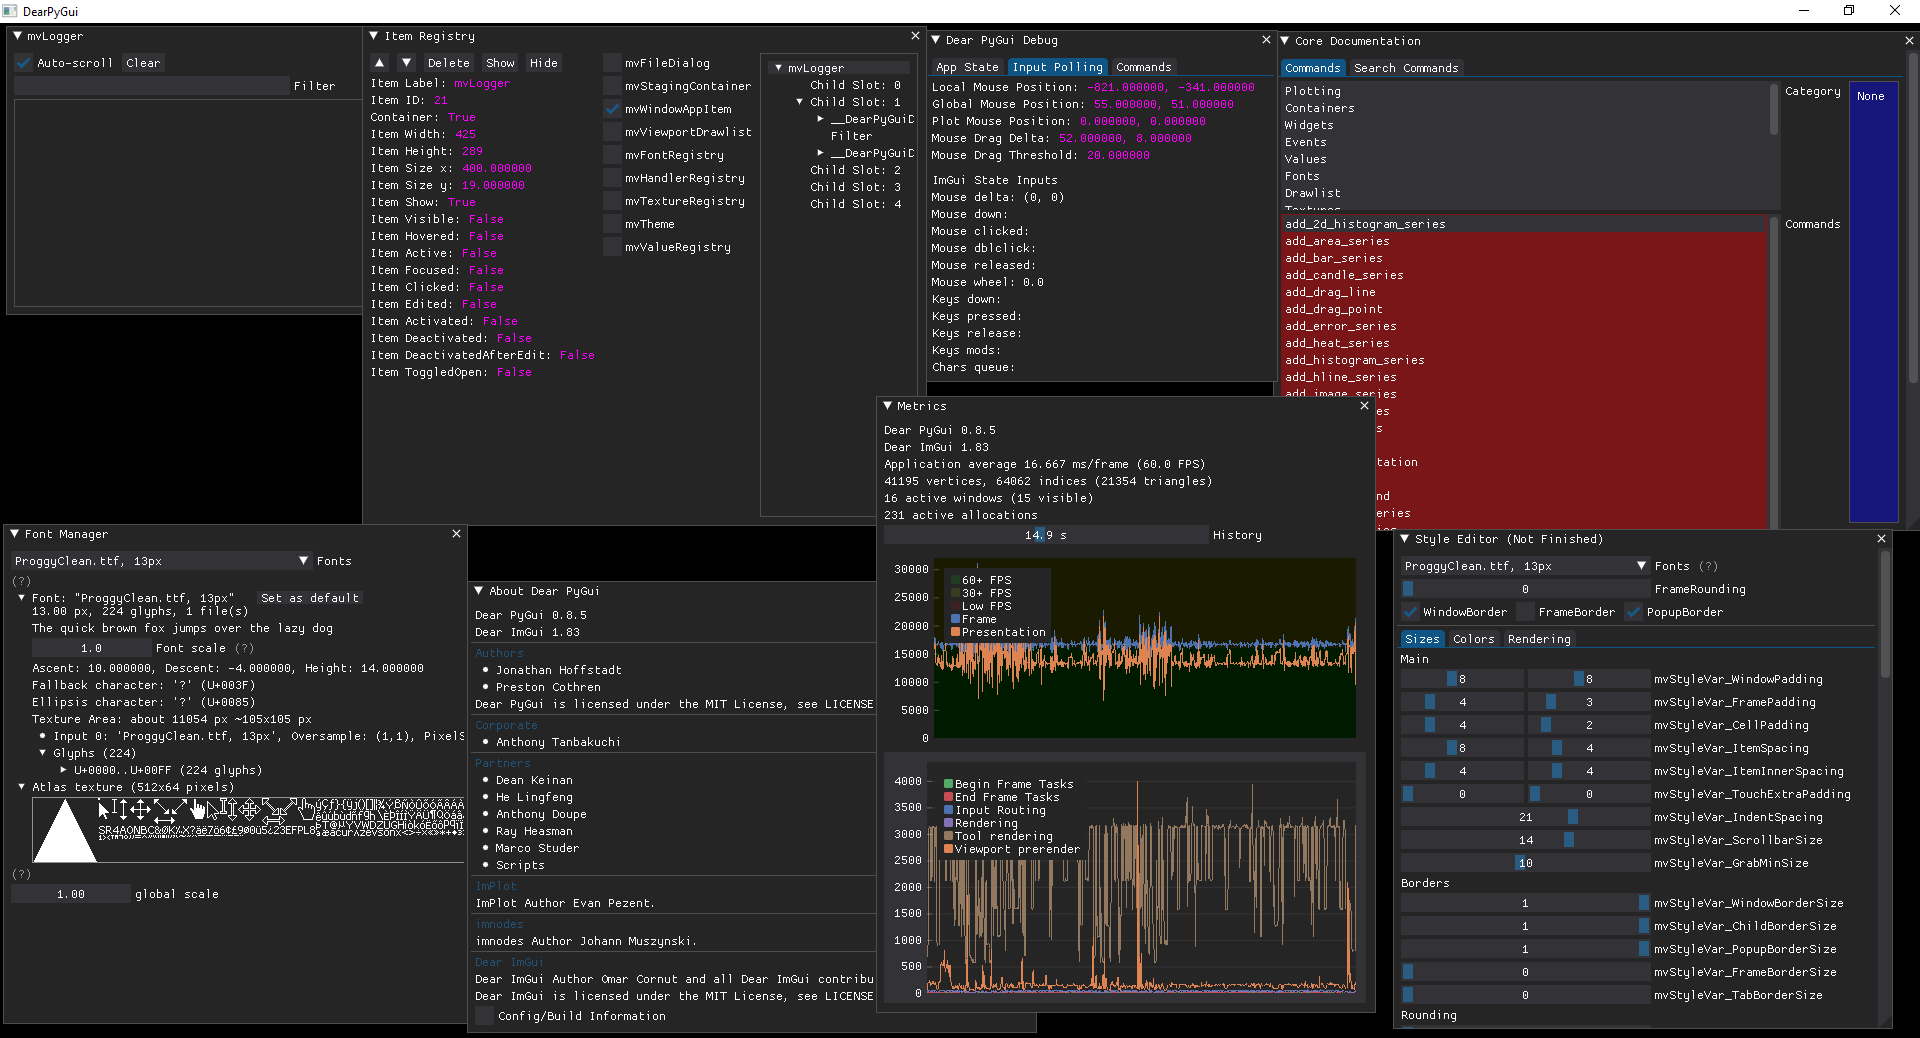 DearPyGui
mvLogger
Auto-scroll Clear
Filter
Item Registry
Delete Show Hide
Item Label: mvLogger
Item ID: 21
Container: True
Item Width: 425
Item Height: 289
Item Size x: 400.000000
Item Size y: 19.000000
Item Show: True
Item Visible: False
Item Hovered: False
Item Active: False
Item Focused: False
Item Clicked: False
Item Edited: False
Item Activated: False
Item Deactivated: False
Item DeactivatedAfterEdit: False
Item ToggledOpen: False
mvFileDialog
mvStagingContainer
mvWindowAppItem
mvViewportDrawlist
mvFontRegistry
mvHandlerRegistry
mvTextureRegistry
mvTheme
mvValueRegistry
mvLogger
Child Slot: 0
Child Slot: 1
__DearPyGuiD
Filter
__DearPyGuiD
Child Slot: 2
Child Slot: 3
Child Slot: 4
Dear PyGui Debug
App State Input Polling Commands
Local Mouse Position: -821.000000, -341.000000
Global Mouse Position: 55.000000, 51.000000
Plot Mouse Position: 0.000000, 0.000000
Mouse Drag Delta: 52.000000, 8.000000
Mouse Drag Threshold: 20.000000
ImGui State Inputs
Mouse delta: (0, 0)
Mouse down:
Mouse clicked:
Mouse dblclick:
Mouse released:
Mouse wheel: 0.0
Keys down:
Keys pressed:
Keys release:
Keys mods:
Chars queue:
Core Documentation
Commands Search Commands
Plotting
Containers
Widgets
Events
Values
Fonts
Drawlist
Textures
Category
None
add_2d_histogram_series
add_area_series
add_bar_series
add_candle_series
add_drag_line
add_drag_point
add_error_series
add_heat_series
add_histogram_series
add_hline_series
add_image_series
es
s
tation
nd
eries
Commands
Metrics
Dear PyGui 0.8.5
Dear ImGui 1.83
Application average 16.667 ms/frame (60.0 FPS)
41195 vertices, 64062 indices (21354 triangles)
16 active windows (15 visible)
231 active allocations
14.9 s History
30000
25000
20000
15000
10000
5000
0
60+ FPS
30+ FPS
Low FPS
Frame
Presentation
4000
3500
3000
2500
2000
1500
1000
500
0
Begin Frame Tasks
End Frame Tasks
Input Routing
Rendering
Tool rendering
Viewport prerender
Font Manager
ProggyClean.ttf, 13px Fonts
(?)
Font: "ProggyClean.ttf, 13px" Set as default
13.00 px, 224 glyphs, 1 file(s)
The quick brown fox jumps over the lazy dog
1.0 Font scale (?)
Ascent: 10.000000, Descent: -4.000000, Height: 14.000000
Fallback character: '?' (U+003F)
Ellipsis character: '?' (U+0085)
Texture Area: about 11054 px ~105x105 px
Input 0: 'ProggyClean.ttf, 13px', Oversample: (1,1), PixelS
Glyphs (224)
U+0000..U+00FF (224 glyphs)
Atlas texture (512x64 pixels)
(?)
1.00 global scale
About Dear PyGui
Dear PyGui 0.8.5
Dear ImGui 1.83
Authors
Jonathan Hoffstadt
Preston Cothren
Dear PyGui is licensed under the MIT License, see LICENSE
Corporate
Anthony Tanbakuchi
Partners
Dean Keinan
He Lingfeng
Anthony Doupe
Ray Heasman
Marco Studer
Scripts
ImPlot
ImPlot Author Evan Pezent.
imnodes
imnodes Author Johann Muszynski.
Dear ImGui
Dear ImGui Author Omar Cornut and all Dear ImGui contribu
Dear ImGui is licensed under the MIT License, see LICENSE
Config/Build Information
Style Editor (Not Finished)
ProggyClean.ttf, 13px Fonts (?)
0 FrameRounding
WindowBorder FrameBorder PopupBorder
Sizes Colors Rendering
Main
8 8 mvStyleVar_WindowPadding
4 3 mvStyleVar_FramePadding
4 2 mvStyleVar_CellPadding
8 4 mvStyleVar_ItemSpacing
4 4 mvStyleVar_ItemInnerSpacing
0 0 mvStyleVar_TouchExtraPadding
21 mvStyleVar_IndentSpacing
14 mvStyleVar_ScrollbarSize
10 mvStyleVar_GrabMinSize
Borders
1 mvStyleVar_WindowBorderSize
1 mvStyleVar_ChildBorderSize
1 mvStyleVar_PopupBorderSize
0 mvStyleVar_FrameBorderSize
0 mvStyleVar_TabBorderSize
Rounding